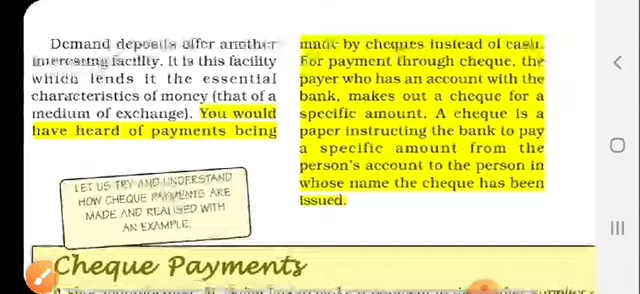 Demand deposits offer another
interesting facility. It is this facility
which lends it the essential
characteristics of money (that of a
medium of exchange). You would
have heard of payments being
made by cheques instead of cash.
For payment through cheque, the
payer who has an account with the
bank, makes out a cheque for a
specific amount. A cheque is a
paper instructing the bank to pay
a specific amount from the
person's account to the person in
whose name the cheque has been
issued.
LET US TRY AND UNDERSTAND
HOW CHEQUE PAYMENTS ARE
MADE AND REALISED WITH
AN EXAMPLE.
Cheque Payments